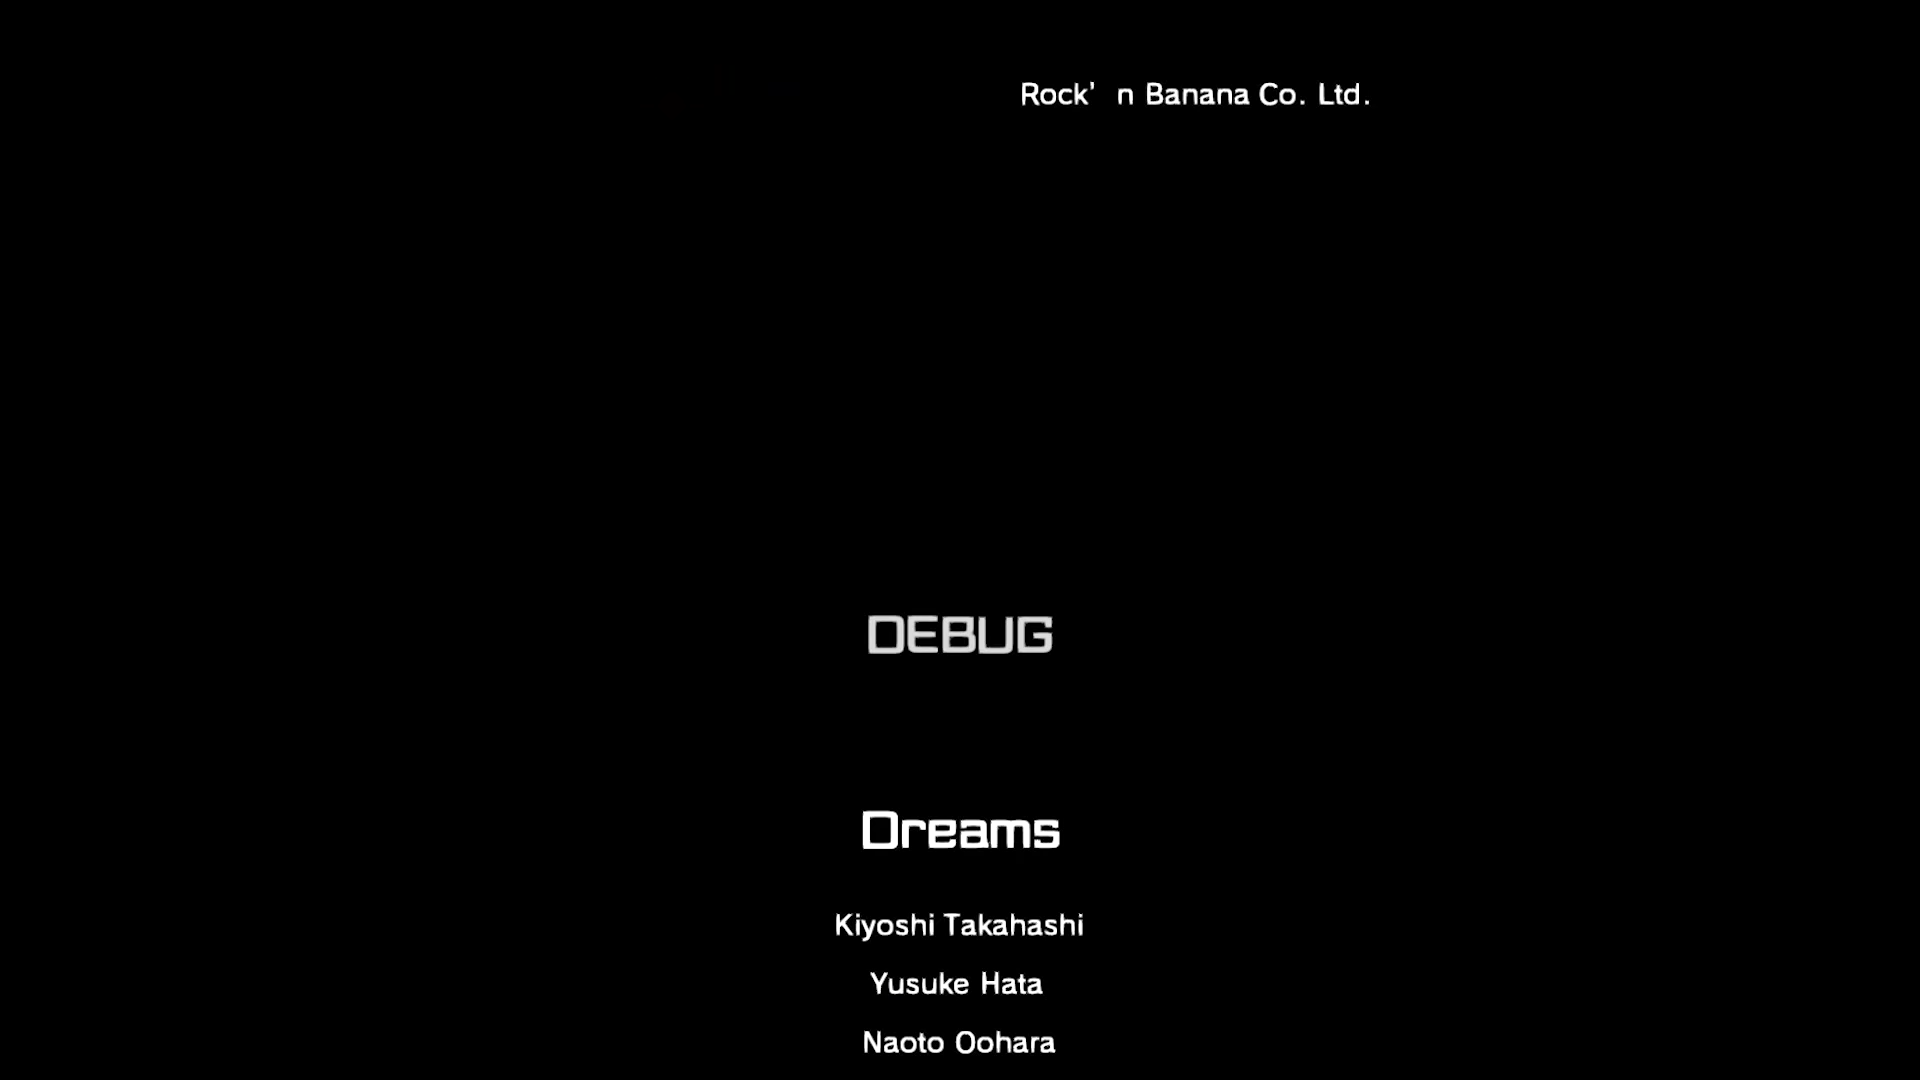 Rock’ n Banana Co. Ltd.
DEBUG
Dreams
Kiyoshi Takahashi
Yusuke Hata
Naoto Oohara